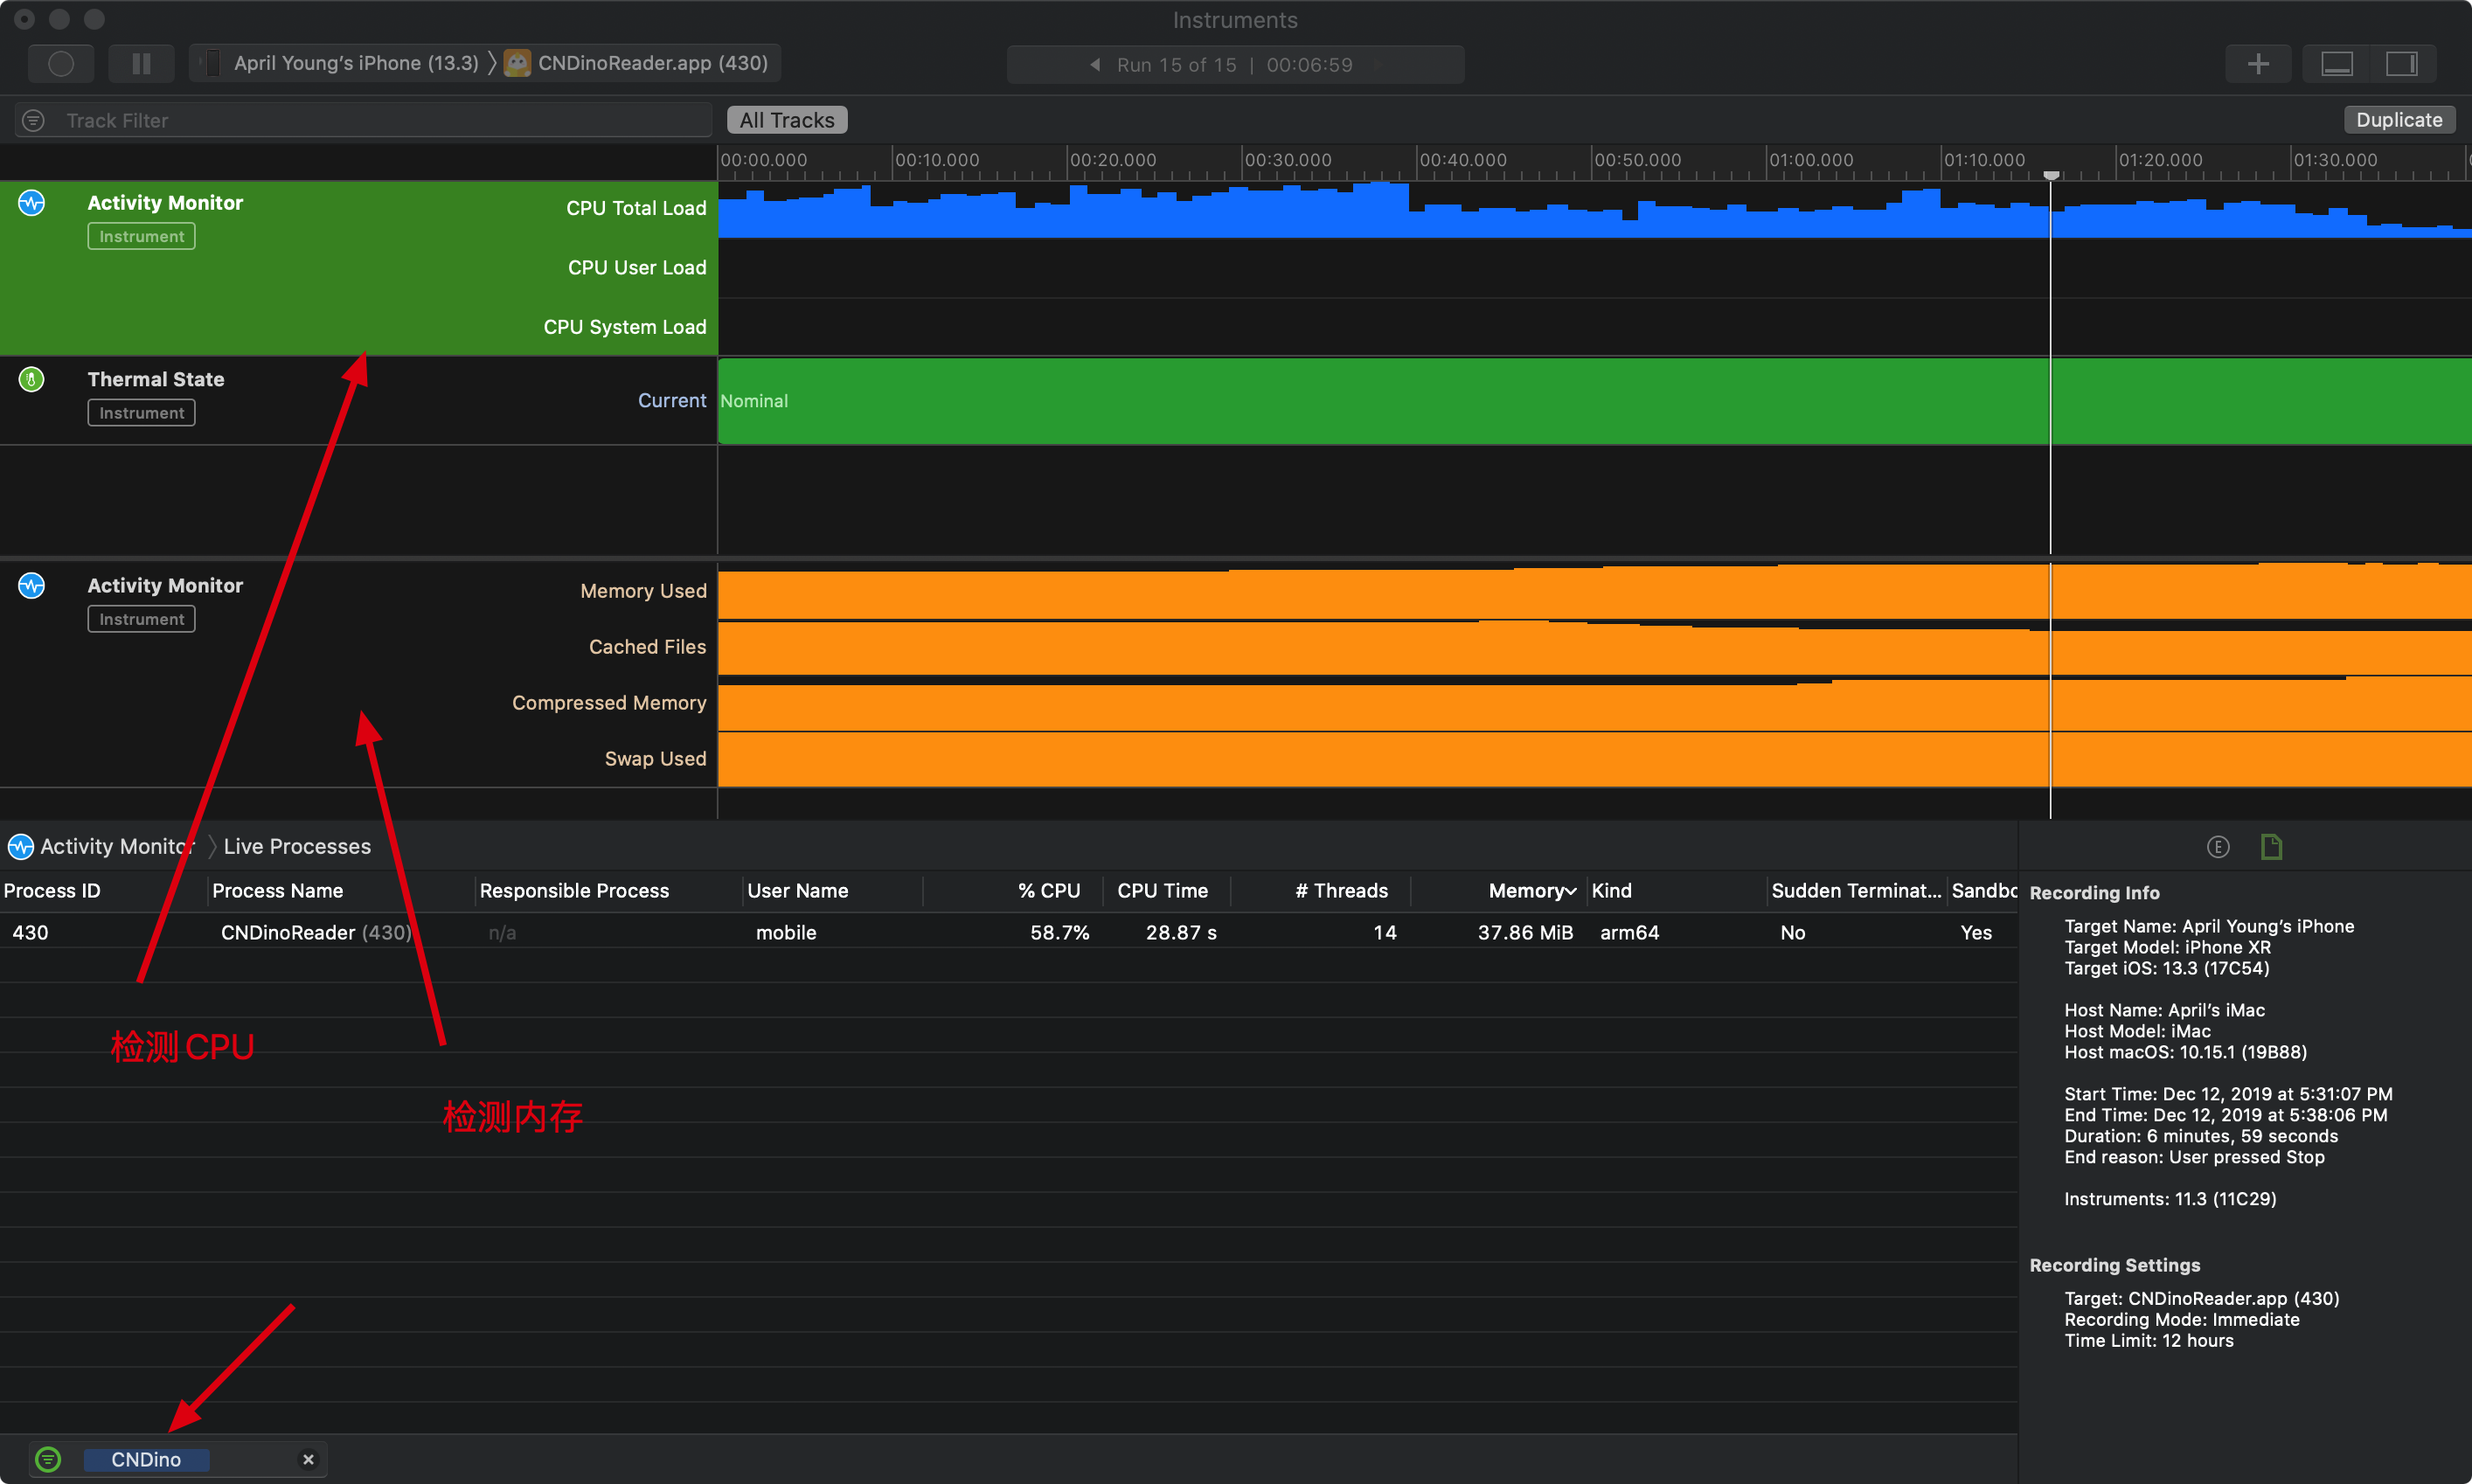 Instruments
April Young’s iPhone (13.3) 〉 CNDinoReader.app (430)
Run 15 of 15 | 00:06:59
Track Filter
All Tracks
Duplicate
00:00.000 00:10.000 00:20.000 00:30.000 00:40.000 00:50.000 01:00.000 01:10.000 01:20.000 01:30.000
Activity Monitor
Instrument
CPU Total Load
CPU User Load
CPU System Load
Thermal State
Instrument
Current
Nominal
Activity Monitor
Instrument
Memory Used
Cached Files
Compressed Memory
Swap Used
Activity Monitor 〉 Live Processes
Process ID Process Name Responsible Process User Name % CPU CPU Time # Threads Memory Kind Sudden Terminat... Sandbo
430 CNDinoReader (430) n/a mobile 58.7% 28.87 s 14 37.86 MiB arm64 No Yes
检测CPU
检测内存
CNDino
E
Recording Info
Target Name: April Young’s iPhone
Target Model: iPhone XR
Target iOS: 13.3 (17C54)
Host Name: April’s iMac
Host Model: iMac
Host macOS: 10.15.1 (19B88)
Start Time: Dec 12, 2019 at 5:31:07 PM
End Time: Dec 12, 2019 at 5:38:06 PM
Duration: 6 minutes, 59 seconds
End reason: User pressed Stop
Instruments: 11.3 (11C29)
Recording Settings
Target: CNDinoReader.app (430)
Recording Mode: Immediate
Time Limit: 12 hours